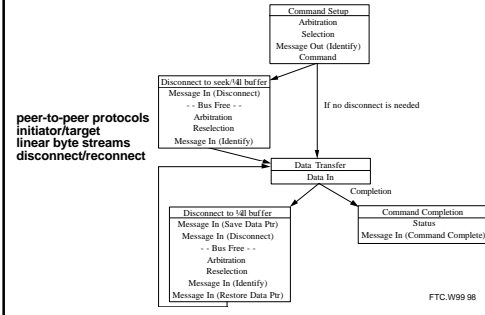 Command Setup
Arbitration
Selection
Message Out (Identify)
Command
Disconnect to seek/¼ll buffer
Message In (Disconnect)
- - Bus Free - -
Arbitration
Reselection
Message In (Identify)
If no disconnect is needed
peer-to-peer protocols
initiator/target
linear byte streams
disconnect/reconnect
Data Transfer
Data In
Completion
Disconnect to ¼ll buffer
Message In (Save Data Ptr)
Message In (Disconnect)
- - Bus Free - -
Arbitration
Reselection
Message In (Identify)
Message In (Restore Data Ptr)
Command Completion
Status
Message In (Command Complete)
FTC.W99 98